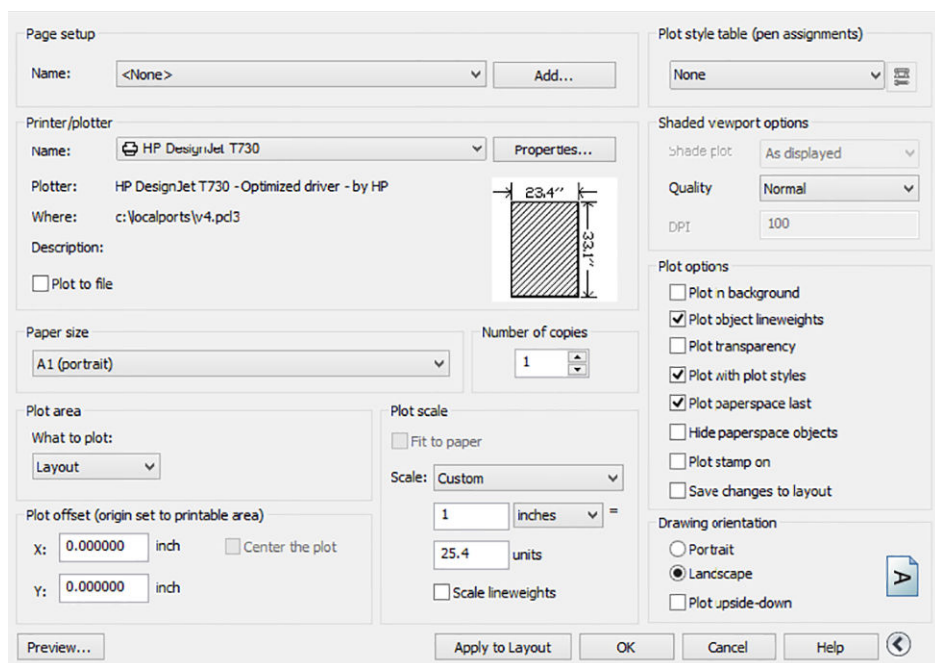 Page setup
Name:
<None>
Add...
Plot style table (pen assignments)
None
Printer/plotter
Name:
HP DesignJet T730
Properties...
Plotter:
HP DesignJet T730 - Optimized driver - by HP
Where:
c:\localports\v4.pcl3
Description:
Plot to file
23.4''
33.1''
Shaded viewport options
Shade plot
As displayed
Quality
Normal
DPI
100
Paper size
A1 (portrait)
Number of copies
1
Plot options
Plot in background
Plot object lineweights
Plot transparency
Plot with plot styles
Plot paperspace last
Hide paperspace objects
Plot stamp on
Save changes to layout
Plot area
What to plot:
Layout
Plot scale
Fit to paper
Scale:
Custom
1
inches
=
25.4
units
Scale lineweights
Plot offset (origin set to printable area)
X:
0.000000
inch
Center the plot
Y:
0.000000
inch
Drawing orientation
Portrait
Landscape
Plot upside-down
A
Preview...
Apply to Layout
OK
Cancel
Help